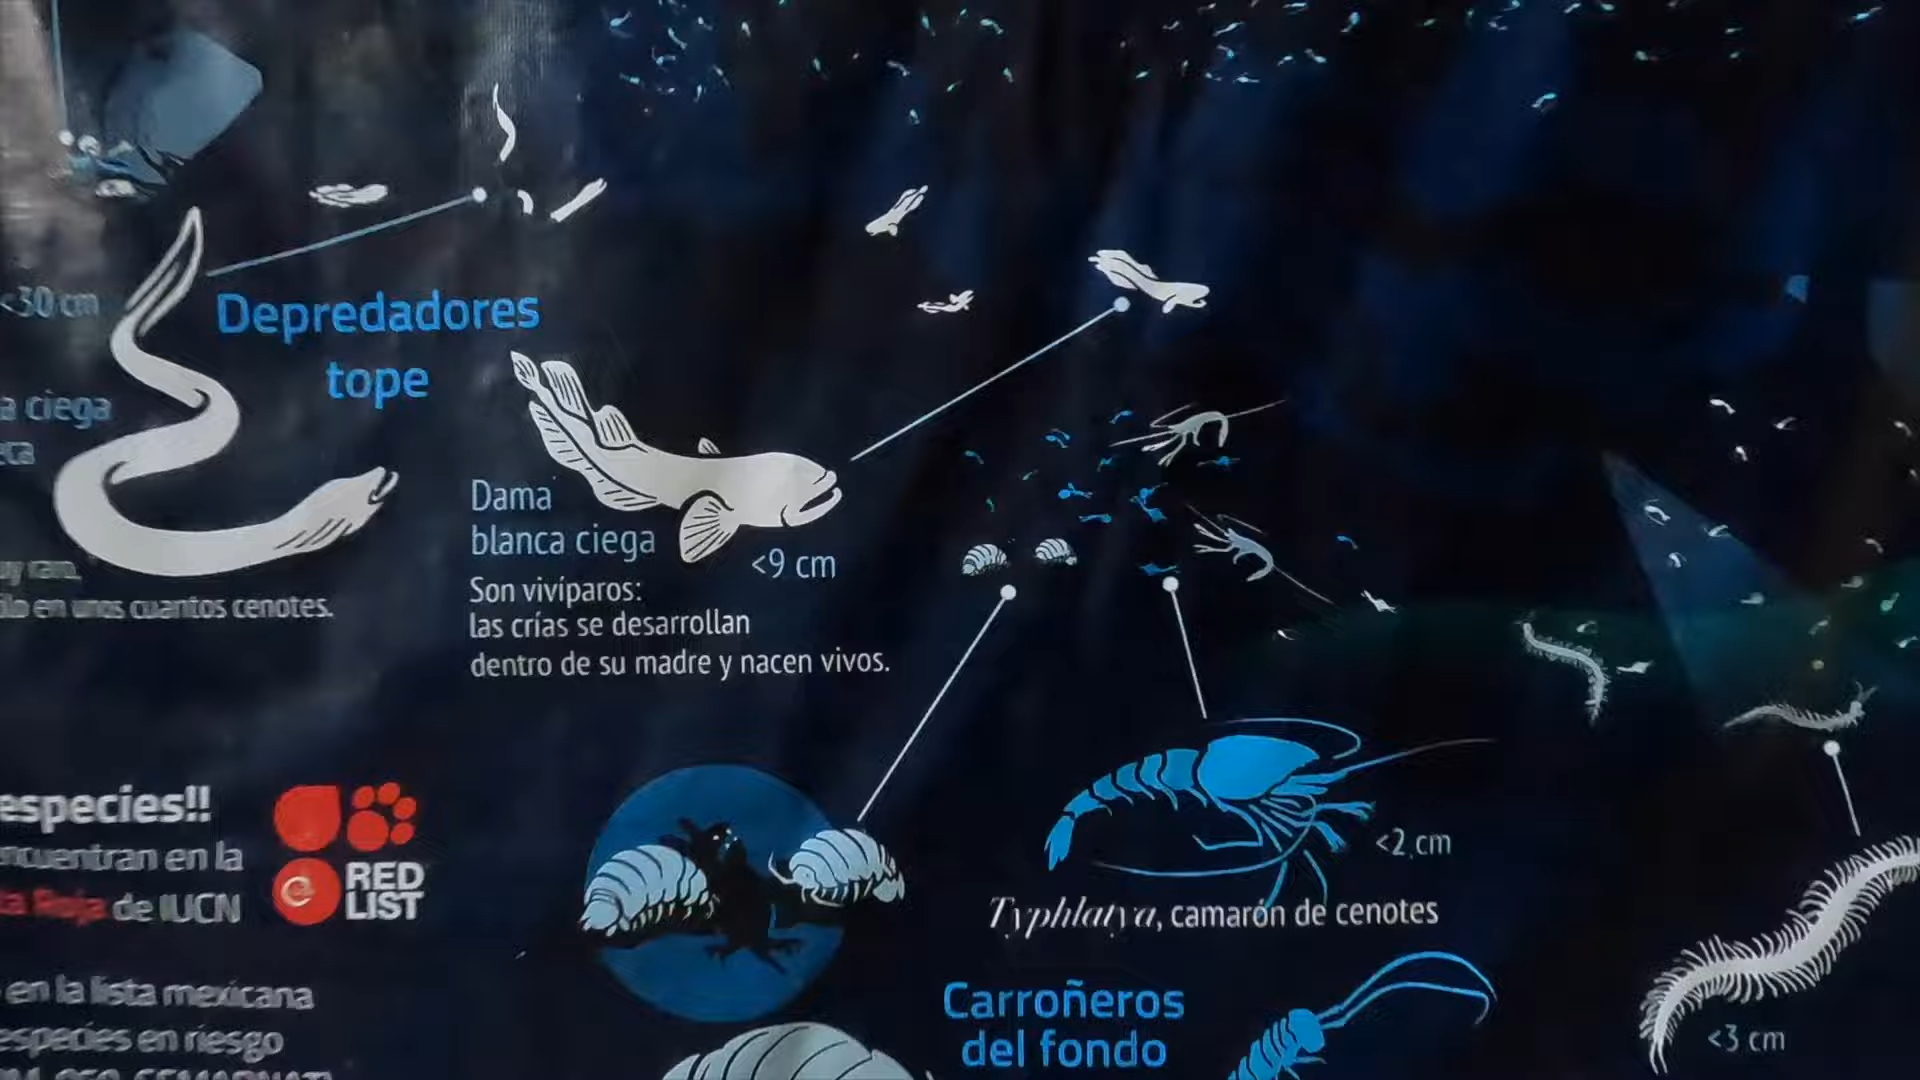 <30 cm
Depredadores
tope
a ciega
Dama
blanca ciega
<9 cm
Son vivíparos:
las crías se desarrollan
dentro de su madre y nacen vivos.
en unos cuantos cenotes.
especies!!
ncuentran en la
Roja de IUCN
RED
LIST
en la lista mexicana
especies en riesgo
<2 cm
Typhlatya, camarón de cenotes
Carroñeros
del fondo
<3 cm